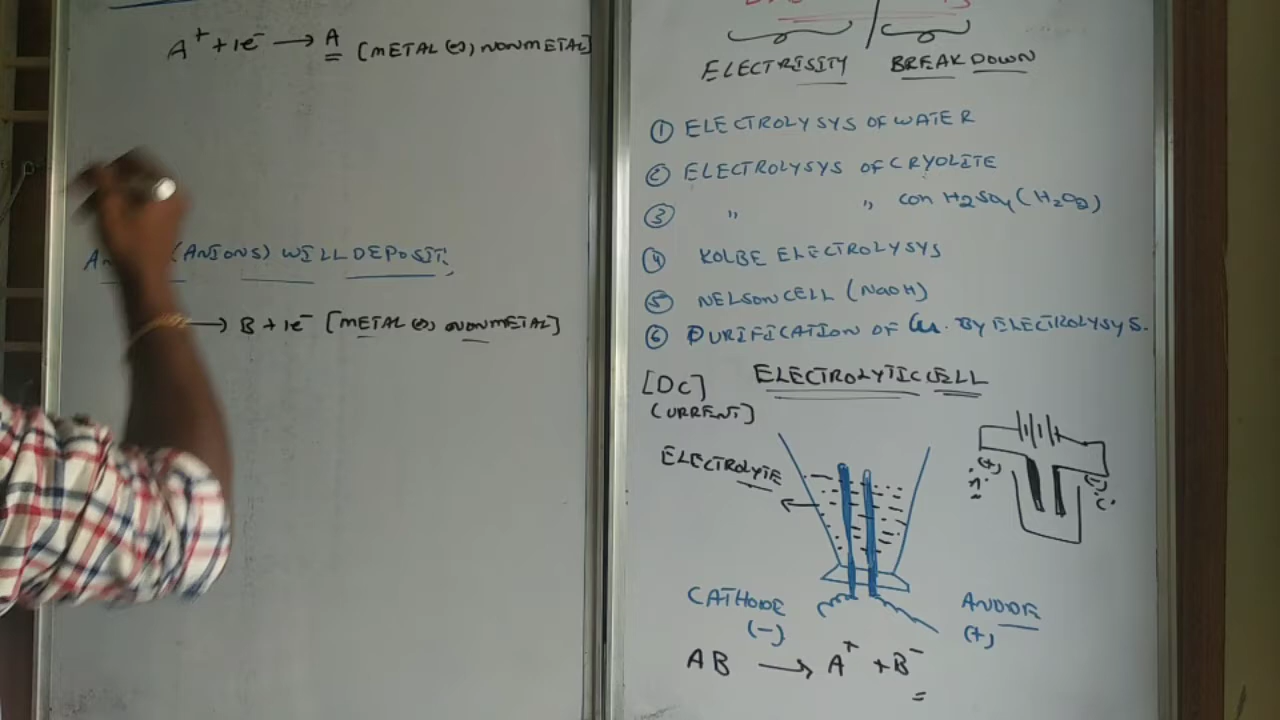 A⁺ + 1e⁻ → A [METAL (or) NONMETAL]
(ANIONS) WILL DEPOSIT
→ B + 1e⁻ [METAL (or) NONMETAL]
ELECTRISITY / BREAKDOWN
① ELECTROLYSYS OF WATER
② ELECTROLYSYS OF CRYOLITE
③ " " con H2SO4 (H2O2)
④ KOLBE ELECTROLYSYS
⑤ NELSON CELL (NaOH)
⑥ PURIFICATION OF Cu. BY ELECTROLYSYS.
[DC] ELECTROLYTIC CELL
(CURRENT)
ELECTROLYTE
(+) (-)
CATHODE ANDOE
(-) (+)
AB → A⁺ + B⁻